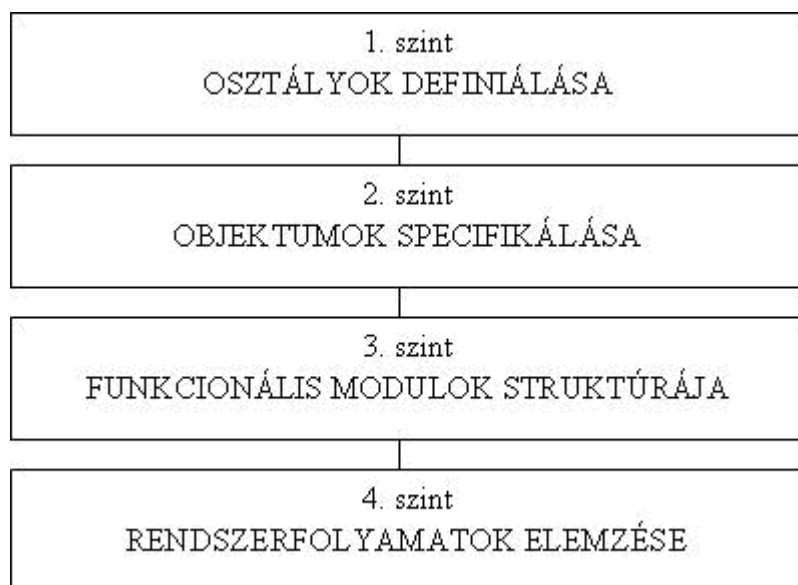 1. szint
OSZTÁLYOK DEFINIÁLÁSA
2. szint
OBJEKTUMOK SPECIFIKÁLÁSA
3. szint
FUNKCIONÁLIS MODULOK STRUKTÚRÁJA
4. szint
RENDSZERFOLYAMATOK ELEMZÉSE